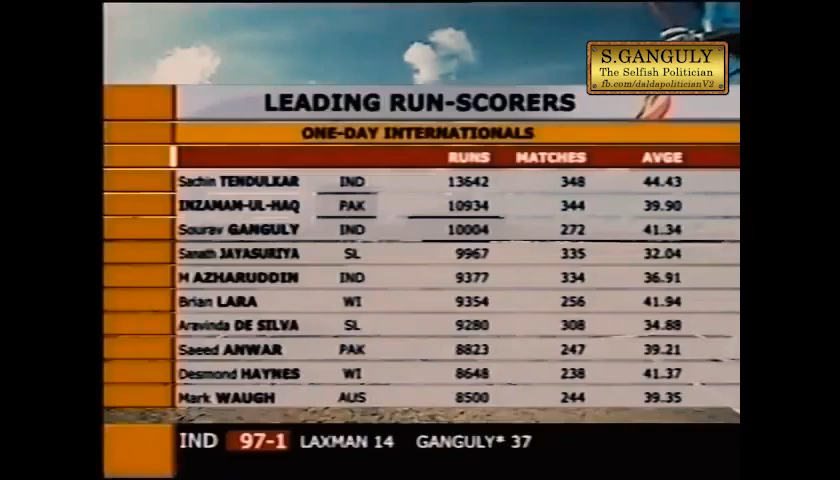 S.GANGULY
The Selfish Politician
fb.com/daldapoliticianV2
LEADING RUN-SCORERS
ONE-DAY INTERNATIONALS
RUNS MATCHES AVGE
Sachin TENDULKAR IND 13642 348 44.43
INZAMAM-UL-HAQ PAK 10934 344 39.90
Sourav GANGULY IND 10004 272 41.34
Sanath JAYASURIYA SL 9967 335 32.04
M AZHARUDDIN IND 9377 334 36.91
Brian LARA WI 9354 256 41.94
Aravinda DE SILVA SL 9280 308 34.88
Saeed ANWAR PAK 8823 247 39.21
Desmond HAYNES WI 8648 238 41.37
Mark WAUGH AUS 8500 244 39.35
IND 97-1 LAXMAN 14 GANGULY* 37